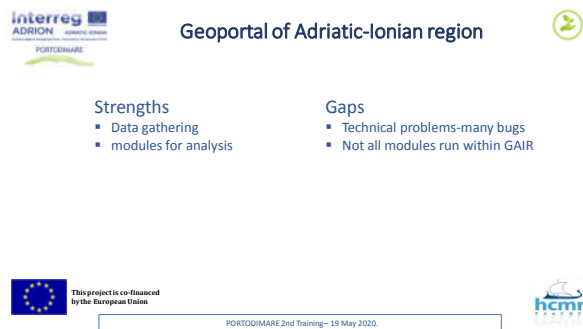 Interreg
ADRION ADRIATIC-IONIAN
PORTODIMARE
Geoportal of Adriatic-Ionian region
Strengths
▪ Data gathering
▪ modules for analysis
Gaps
▪ Technical problems-many bugs
▪ Not all modules run within GAIR
This project is co-financed
by the European Union
hcmr
PORTODIMARE 2nd Training– 19 May 2020.